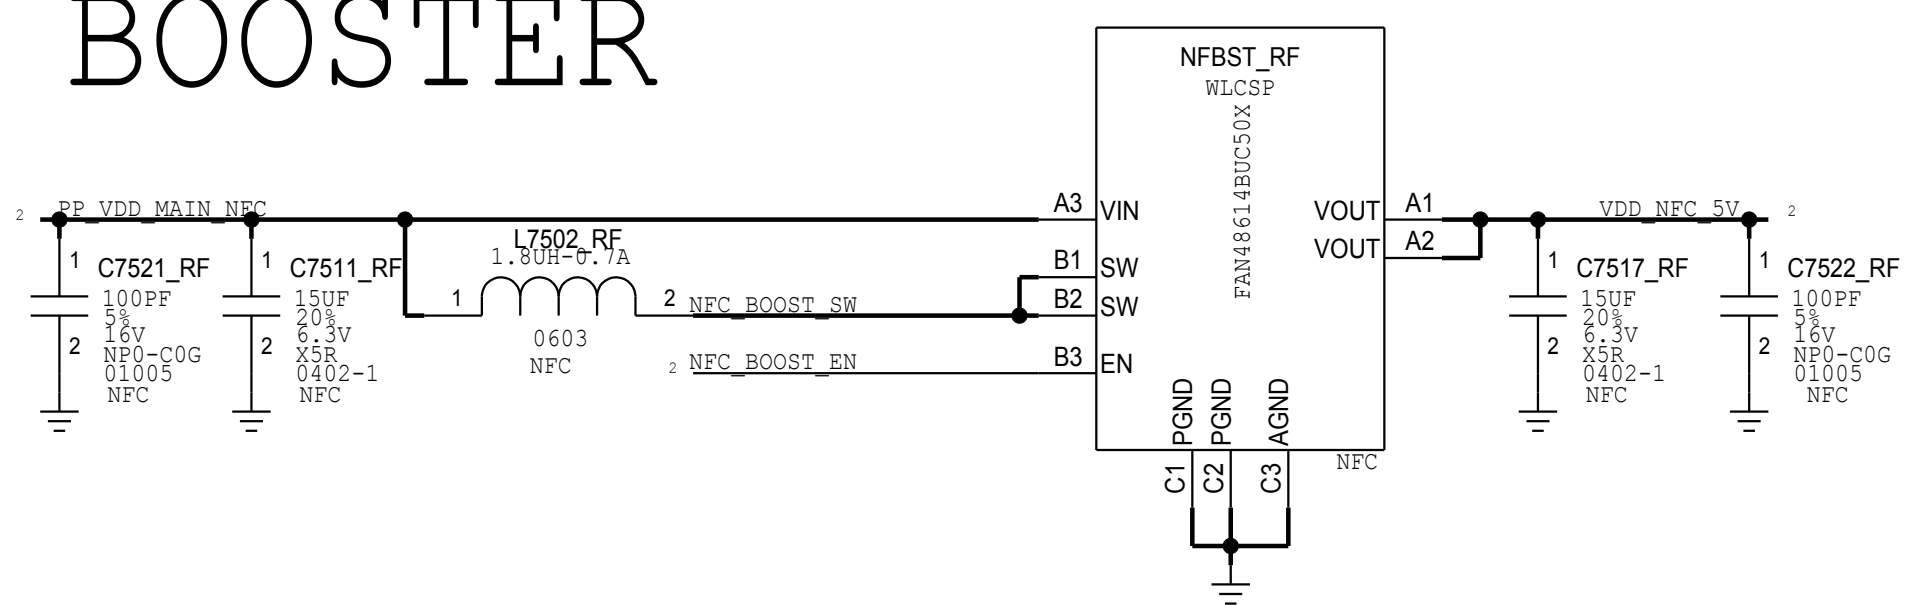 BOOSTER
NFBST_RF
WLCSP
FAN48614BUC50X
2 PP_VDD_MAIN_NFC
A3 VIN
VOUT A1
VDD_NFC_5V 2
VOUT A2
L7502_RF
1.8UH-0.7A
B1 SW
1 2 NFC_BOOST_SW
B2 SW
0603
NFC
2 NFC_BOOST_EN
B3 EN
1 C7521_RF
100PF
5%
16V
2 NP0-C0G
01005
NFC
1 C7511_RF
15UF
20%
6.3V
2 X5R
0402-1
NFC
PGND
PGND
AGND
C1
C2
C3
NFC
1 C7517_RF
15UF
20%
6.3V
2 X5R
0402-1
NFC
1 C7522_RF
100PF
5%
16V
2 NP0-C0G
01005
NFC